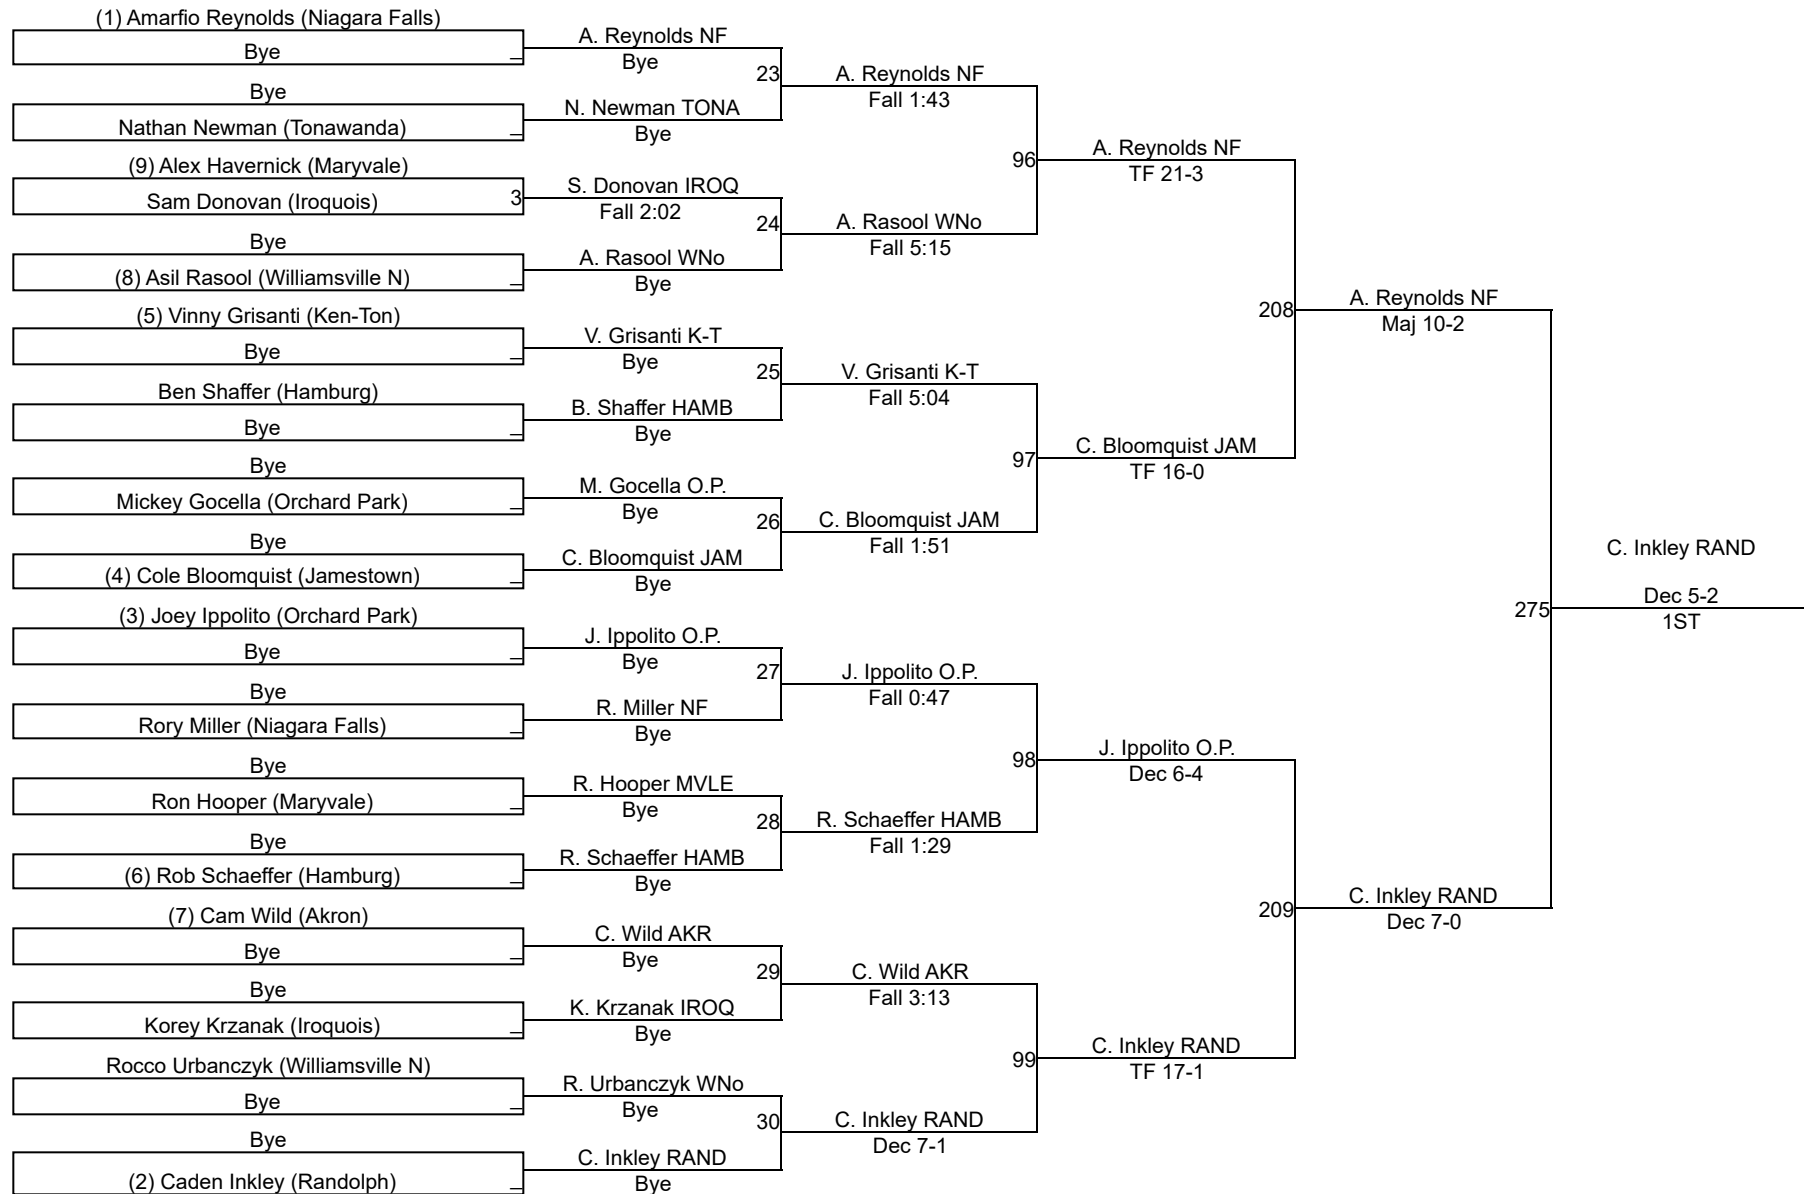 (1) Amarfio Reynolds (Niagara Falls)
Bye
Bye
Nathan Newman (Tonawanda)
(9) Alex Havernick (Maryvale)
Sam Donovan (Iroquois) 3
Bye
(8) Asil Rasool (Williamsville N)
(5) Vinny Grisanti (Ken-Ton)
Bye
Ben Shaffer (Hamburg)
Bye
Bye
Mickey Gocella (Orchard Park)
Bye
(4) Cole Bloomquist (Jamestown)
(3) Joey Ippolito (Orchard Park)
Bye
Bye
Rory Miller (Niagara Falls)
Bye
Ron Hooper (Maryvale)
Bye
(6) Rob Schaeffer (Hamburg)
(7) Cam Wild (Akron)
Bye
Bye
Korey Krzanak (Iroquois)
Rocco Urbanczyk (Williamsville N)
Bye
Bye
(2) Caden Inkley (Randolph)
A. Reynolds NF
Bye
23
N. Newman TONA
Bye
S. Donovan IROQ
Fall 2:02
24
A. Rasool WNo
Bye
V. Grisanti K-T
Bye
25
B. Shaffer HAMB
Bye
M. Gocella O.P.
Bye
26
C. Bloomquist JAM
Bye
J. Ippolito O.P.
Bye
27
R. Miller NF
Bye
R. Hooper MVLE
Bye
28
R. Schaeffer HAMB
Bye
C. Wild AKR
Bye
29
K. Krzanak IROQ
Bye
R. Urbanczyk WNo
Bye
30
C. Inkley RAND
Bye
A. Reynolds NF
Fall 1:43
96
A. Rasool WNo
Fall 5:15
V. Grisanti K-T
Fall 5:04
97
C. Bloomquist JAM
Fall 1:51
J. Ippolito O.P.
Fall 0:47
98
R. Schaeffer HAMB
Fall 1:29
C. Wild AKR
Fall 3:13
99
C. Inkley RAND
Dec 7-1
A. Reynolds NF
TF 21-3
208
C. Bloomquist JAM
TF 16-0
J. Ippolito O.P.
Dec 6-4
209
C. Inkley RAND
TF 17-1
A. Reynolds NF
Maj 10-2
275
C. Inkley RAND
Dec 7-0
C. Inkley RAND
Dec 5-2
1ST